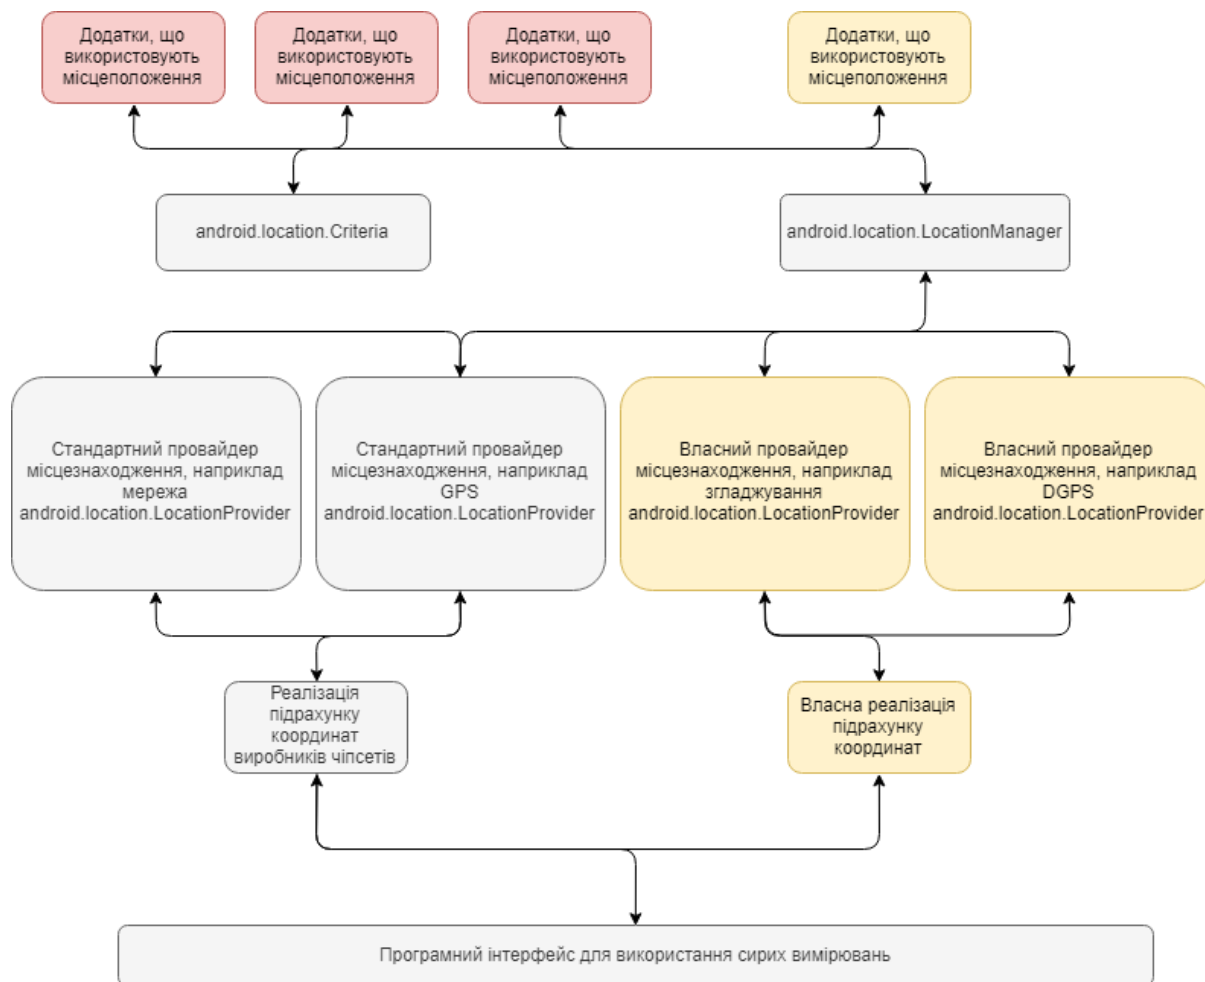 Додатки, що
використовують
місцеположення
Додатки, що
використовують
місцеположення
Додатки, що
використовують
місцеположення
Додатки, що
використовують
місцеположення
android.location.Criteria
android.location.LocationManager
Стандартний провайдер
місцезнаходження, наприклад
мережа
android.location.LocationProvider
Стандартний провайдер
місцезнаходження, наприклад
GPS
android.location.LocationProvider
Власний провайдер
місцезнаходження, наприклад
згладжування
android.location.LocationProvider
Власний провайдер
місцезнаходження, наприклад
DGPS
android.location.LocationProvider
Реалізація
підрахунку
координат
виробників чіпсетів
Власна реалізація
підрахунку
координат
Програмний інтерфейс для використання сирих вимірювань